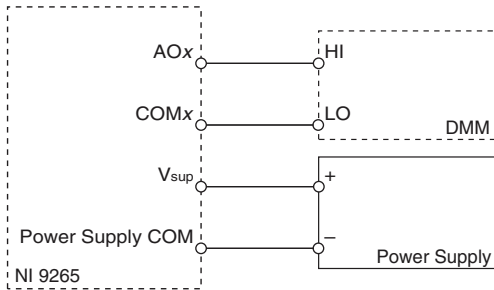 AOx
HI
COMx
LO
DMM
Vsup
+
Power Supply COM
–
Power Supply
NI 9265